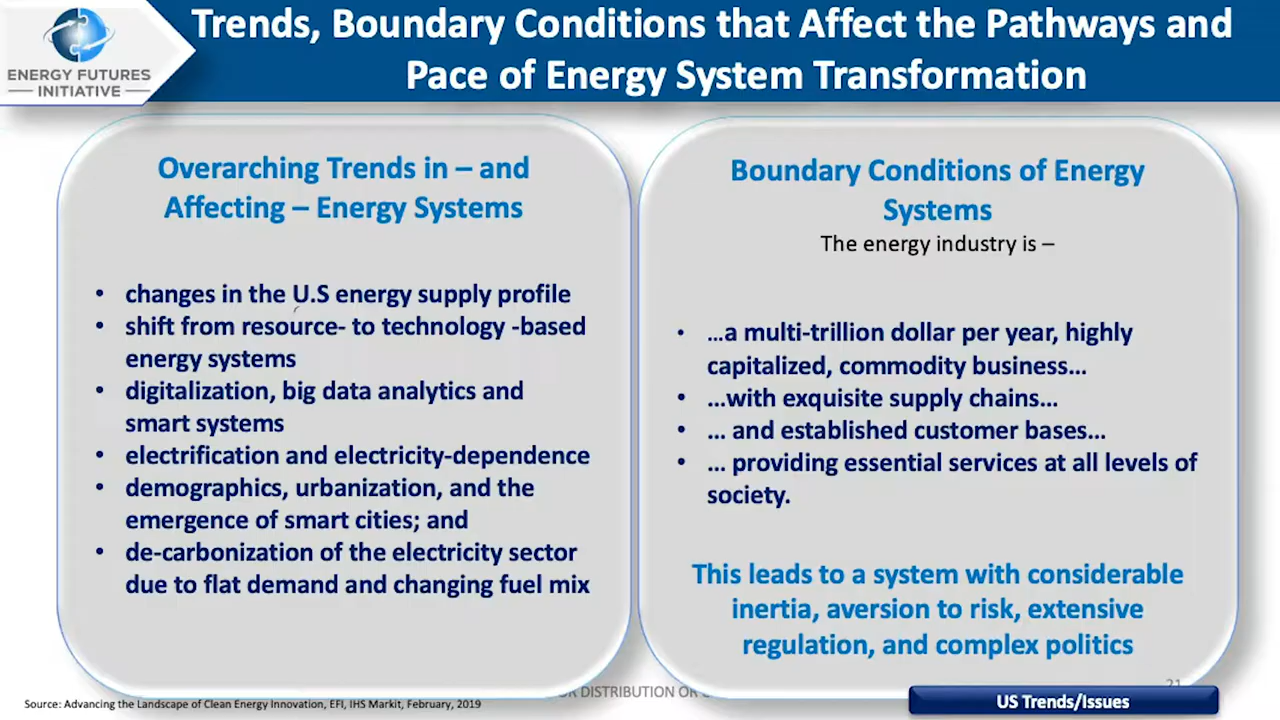 ENERGY FUTURES
INITIATIVE
Trends, Boundary Conditions that Affect the Pathways and
Pace of Energy System Transformation
Overarching Trends in – and
Affecting – Energy Systems
• changes in the U.S energy supply profile
• shift from resource- to technology -based
energy systems
• digitalization, big data analytics and
smart systems
• electrification and electricity-dependence
• demographics, urbanization, and the
emergence of smart cities; and
• de-carbonization of the electricity sector
due to flat demand and changing fuel mix
Boundary Conditions of Energy
Systems
The energy industry is –
• …a multi-trillion dollar per year, highly
capitalized, commodity business…
• …with exquisite supply chains…
• … and established customer bases…
• … providing essential services at all levels of
society.
This leads to a system with considerable
inertia, aversion to risk, extensive
regulation, and complex politics
DISTRIBUTION OR
21
Source: Advancing the Landscape of Clean Energy Innovation, EFI, IHS Markit, February, 2019
US Trends/Issues